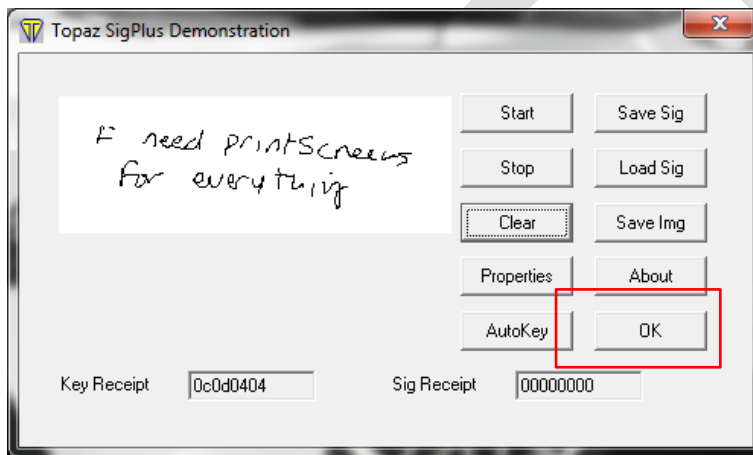 Topaz SigPlus Demonstration
I need printScreens
for everything
Start
Save Sig
Stop
Load Sig
Clear
Save Img
Properties
About
AutoKey
OK
Key Receipt 0c0d0404 Sig Receipt 00000000